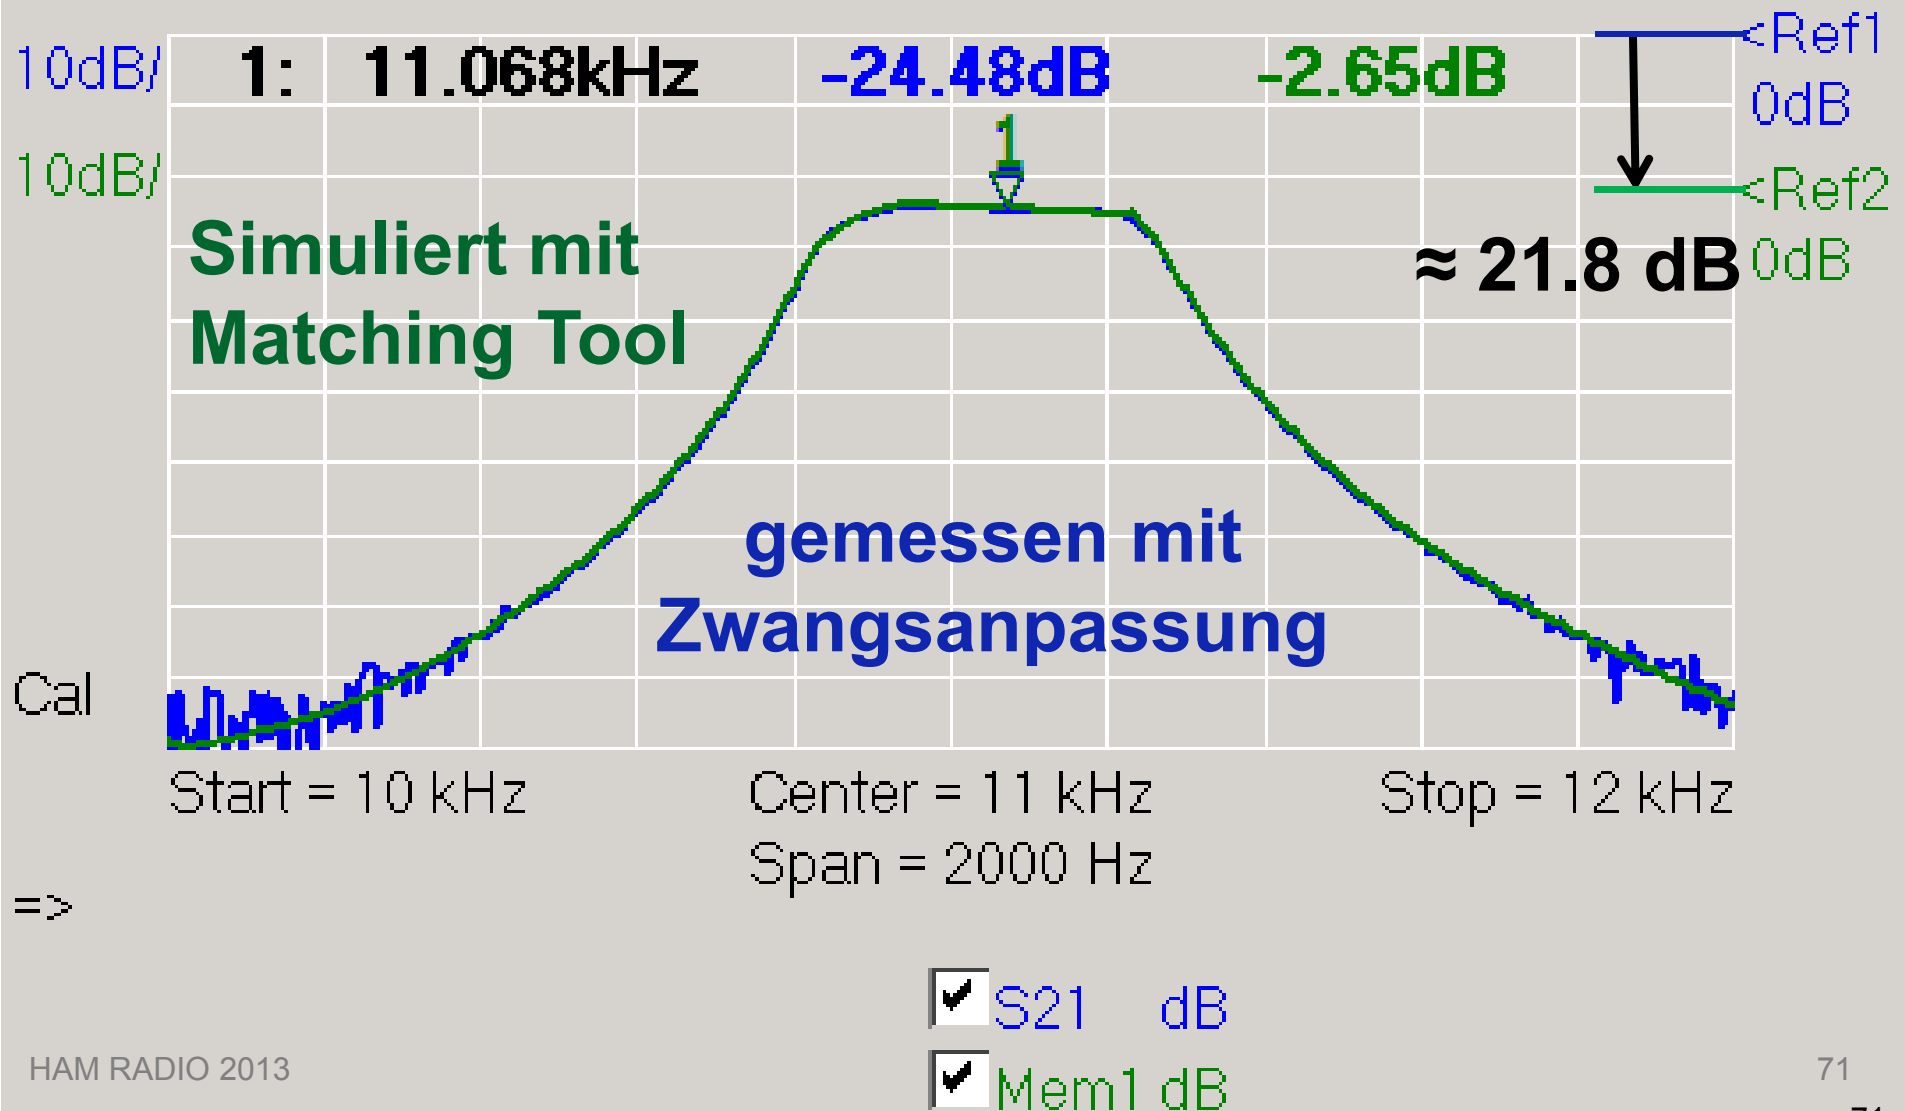 10dB/ 1: 11.068kHz -24.48dB -2.65dB <Ref1
0dB
10dB/ 1 <Ref2
≈ 21.8 dB 0dB
Simuliert mit
Matching Tool
gemessen mit
Zwangsanpassung
Cal
Start = 10 kHz Center = 11 kHz Stop = 12 kHz
Span = 2000 Hz
=>
S21 dB
Mem1 dB
HAM RADIO 2013 71